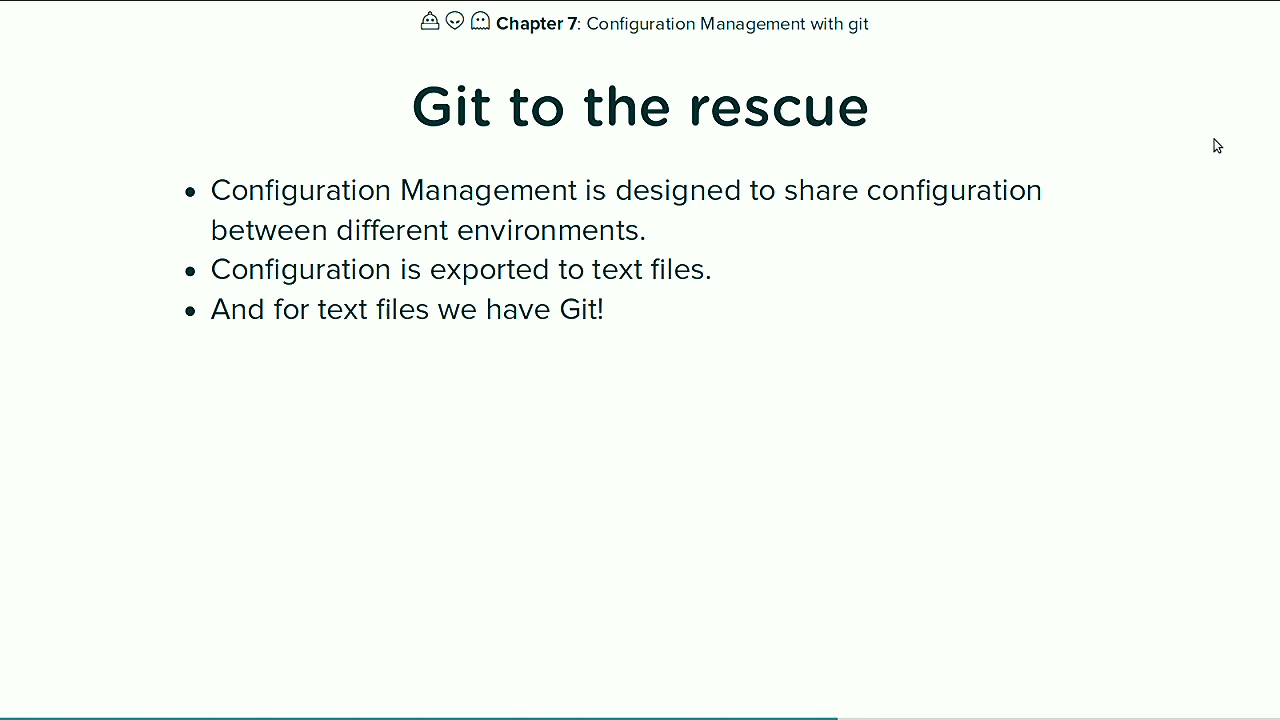 Chapter 7: Configuration Management with git
Git to the rescue
• Configuration Management is designed to share configuration
between different environments.
• Configuration is exported to text files.
• And for text files we have Git!